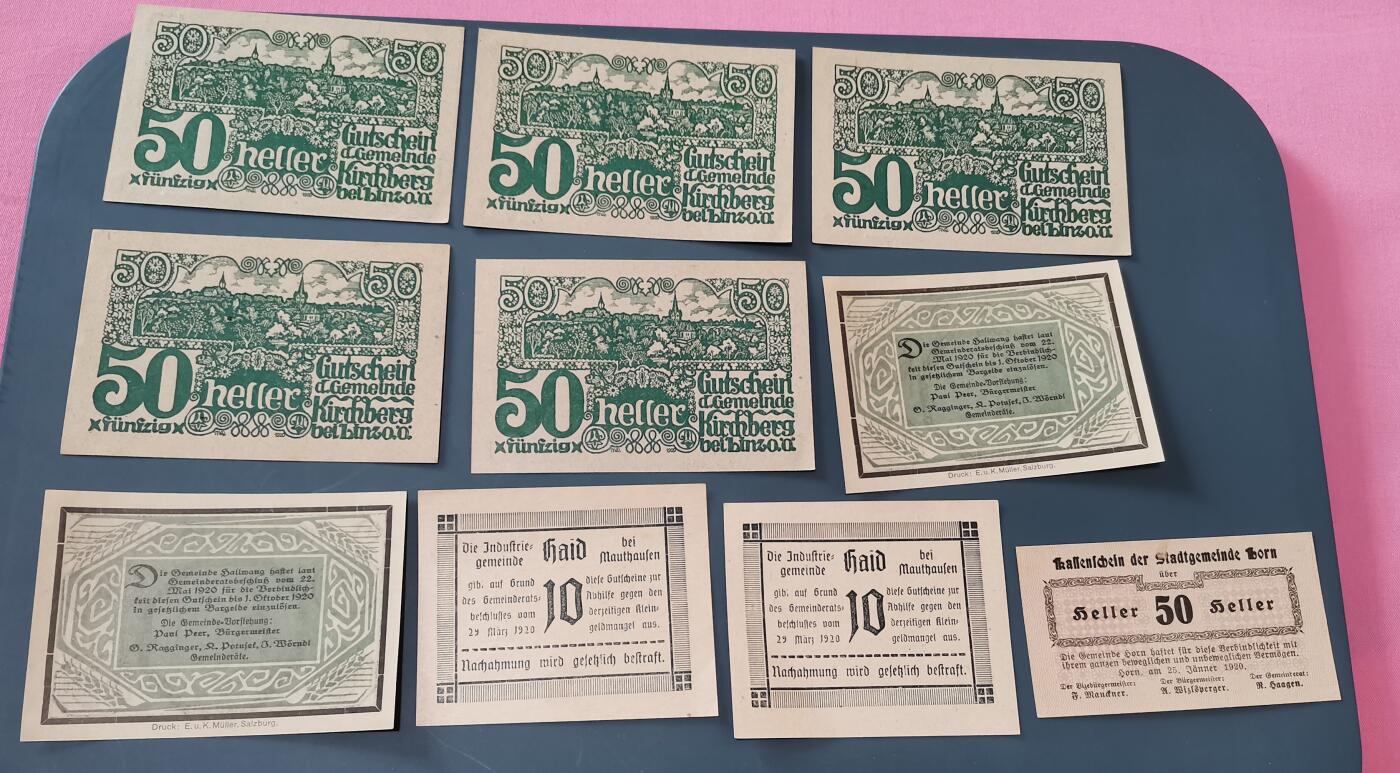 50 50
50 heller
xfünfzigx
Gutschein
d. Gemeinde
Kirchberg
bei Linz o.ö.
50 50
50 heller
xfünfzigx
Gutschein
d. Gemeinde
Kirchberg
bei Linz o.ö.
50 50
50 heller
xfünfzigx
Gutschein
d. Gemeinde
Kirchberg
bei Linz o.ö.
50 50
50 heller
xfünfzigx
Gutschein
d. Gemeinde
Kirchberg
bei Linz o.ö.
50 50
50 heller
xfünfzigx
Gutschein
d. Gemeinde
Kirchberg
bei Linz o.ö.
Die Gemeinde Hallwang haftet laut
Gemeinderatsbeschluß vom 22.
Mai 1920 für die Verbindlich-
keit diesen Gutschein bis 1. Oktober 1920
in gesetzlichem Bargelde einzulösen.
Die Gemeinde-Vorstehung:
Paul Peer, Bürgermeister
G. Ragginger, K. Potusek, J. Wörndl
Gemeinderäte.
Druck: E. u. K. Müller, Salzburg.
Die Gemeinde Hallwang haftet laut
Gemeinderatsbeschluß vom 22.
Mai 1920 für die Verbindlich-
keit diesen Gutschein bis 1. Oktober 1920
in gesetzlichem Bargelde einzulösen.
Die Gemeinde-Vorstehung:
Paul Peer, Bürgermeister
G. Ragginger, K. Potusek, J. Wörndl
Gemeinderäte.
Druck: E. u. K. Müller, Salzburg.
Die Industrie- Haid bei
gemeinde Mauthausen
gib. auf Grund diese Gutscheine zur
des Gemeinderats- 10 Abhilfe gegen den
beschlusses vom derzeitigen Klein-
29 März 1920 geldmangel aus.
Nachahmung wird gesetzlich bestraft.
Die Industrie- Haid bei
gemeinde Mauthausen
gib. auf Grund diese Gutscheine zur
des Gemeinderats- 10 Abhilfe gegen den
beschlusses vom derzeitigen Klein-
29 März 1920 geldmangel aus.
Nachahmung wird gesetzlich bestraft.
Kassenschein der Stadtgemeinde Horn
über
Heller 50 Heller
Die Gemeinde Horn haftet für diese Verbindlichkeit mit
ihrem ganzen beweglichen und unbeweglichen Vermögen.
Horn, am 25. Jänner 1920.
Der Vizebürgermeister: Der Bürgermeister: Der Gemeinderat:
F. Manckner. A. Wizlsperger. R. Haagen.